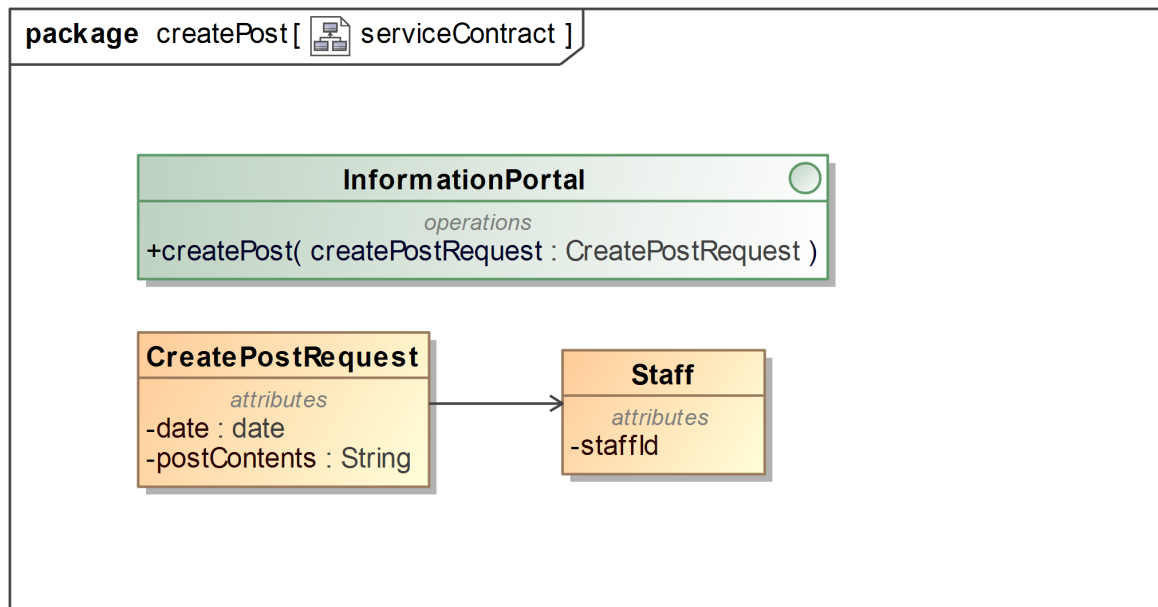 package createPost[ serviceContract ]
InformationPortal
operations
+createPost( createPostRequest : CreatePostRequest )
CreatePostRequest
attributes
-date : date
-postContents : String
Staff
attributes
-staffId